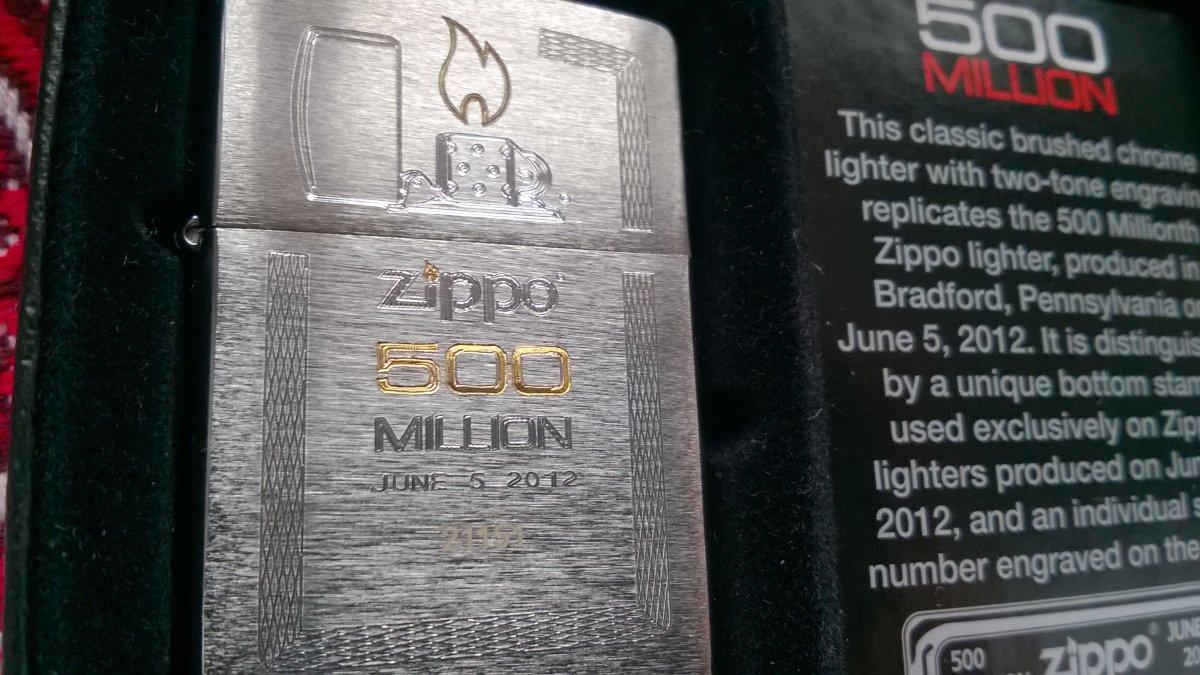 zippo
500
MILLION
JUNE 5 2012
500
MILLION
This classic brushed chrome
lighter with two-tone
replicates the 500 Millionth
Zippo lighter, produced in
Bradford, Pennsylvania
June 5, 2012. It is
by a unique bottom
used exclusively on
lighters produced on
2012, and an individual
number engraved on the
500
zippo